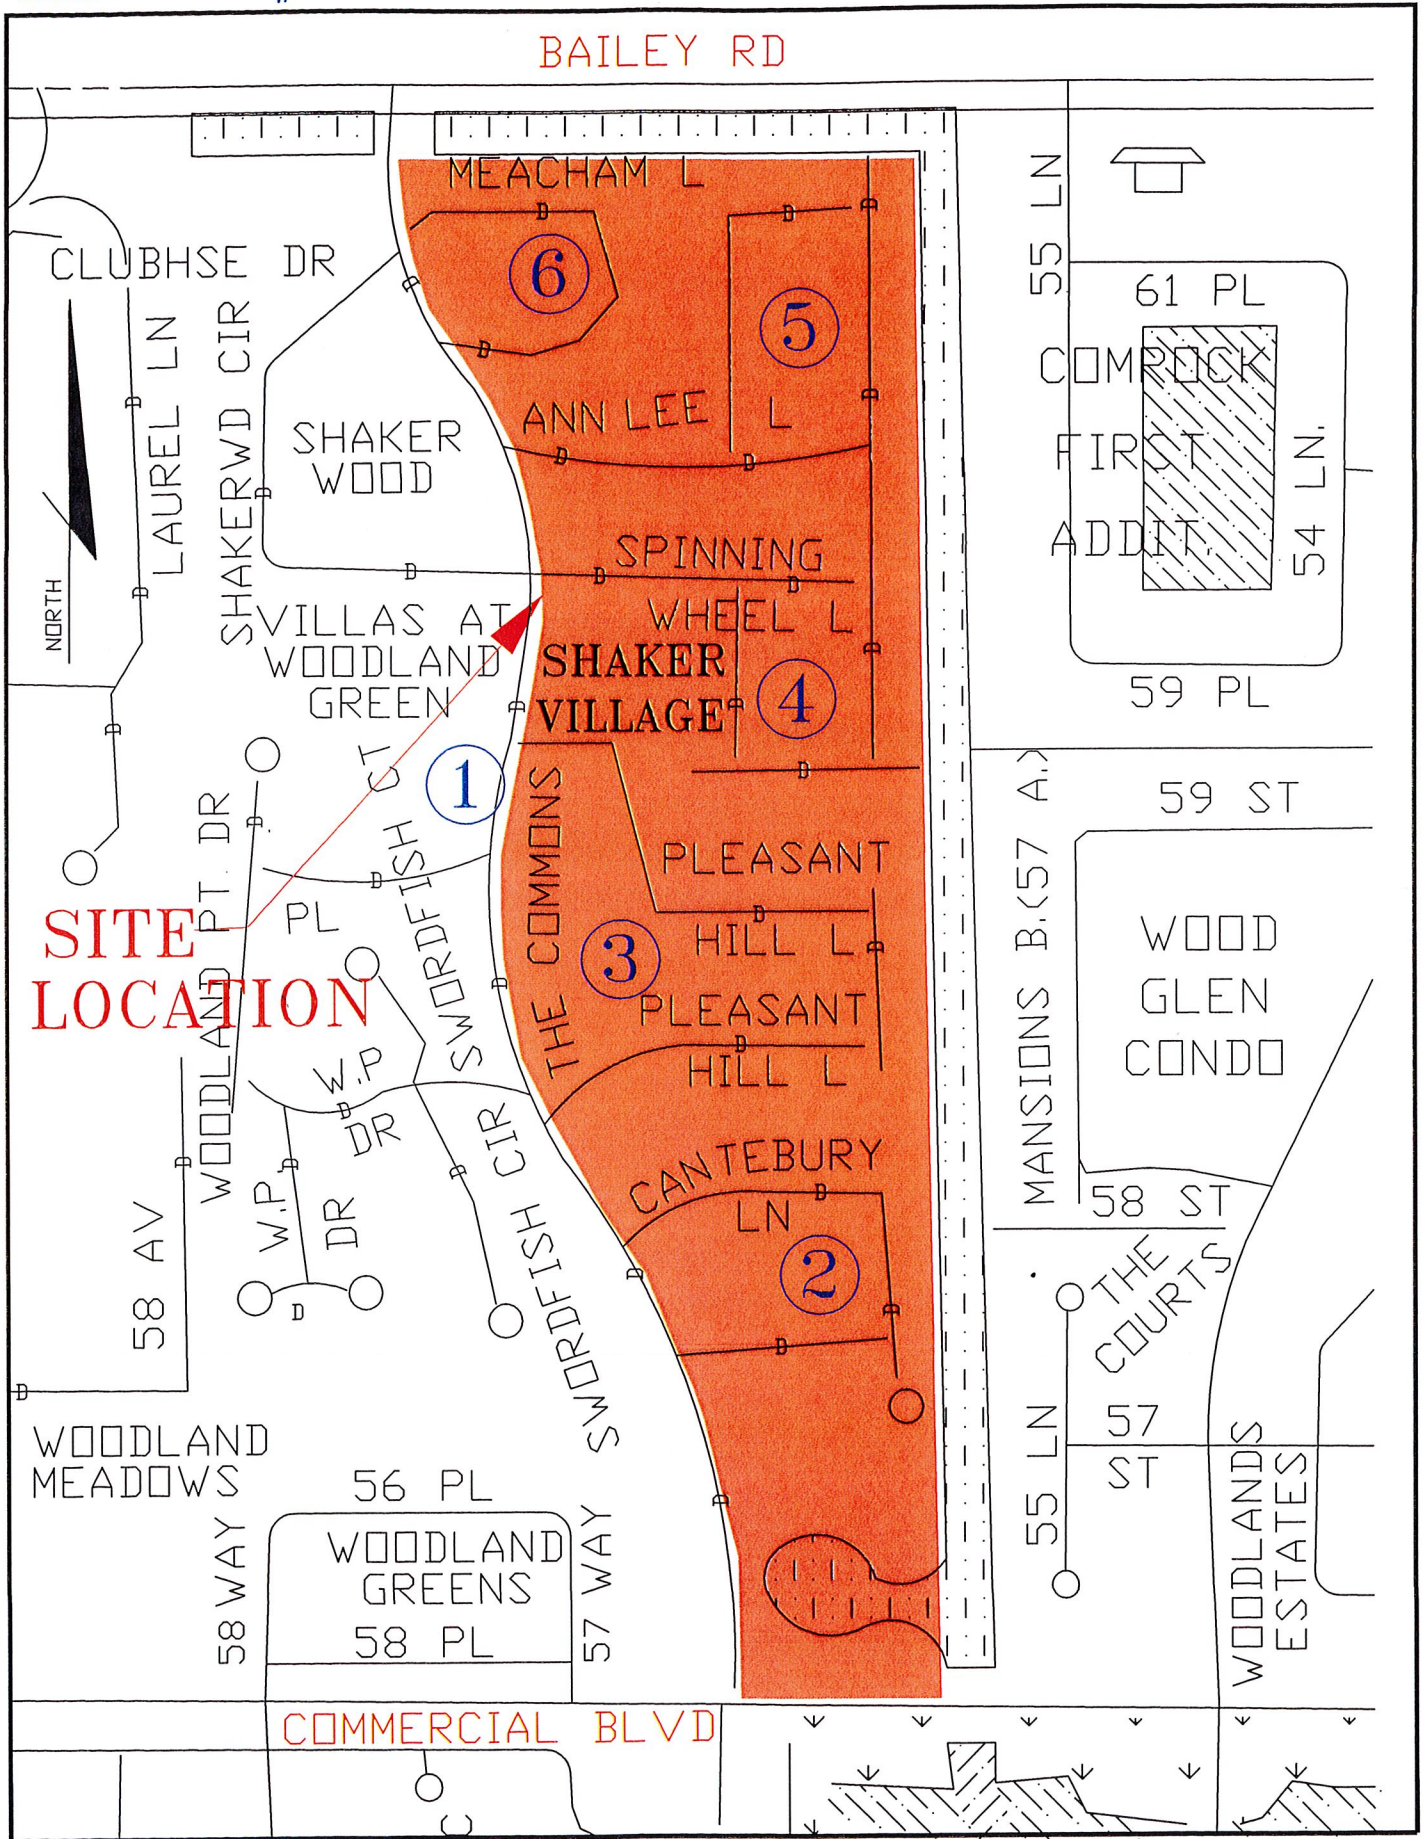 BAILEY RD
MEACHAM L
CLUBHSE DR
6
5
55 LN
61 PL
LAUREL LN
SHAKERWD CIR
SHAKER
WOOD
ANN LEE L
COMPOCK
FIRST
ADDIT.
54 LN.
NORTH
SPINNING
WHEEL L
VILLAS AT
WOODLAND
GREEN
SHAKER
VILLAGE
4
59 PL
1
SWORDFISH CT
THE COMMONS
PLEASANT
HILL L
3
PLEASANT
HILL L
59 ST
MANSIONS B.(57 A.)
WOOD
GLEN
CONDO
WOODLAND PT. DR
PL
SITE
LOCATION
W.P
DR
W.P.
DR
58 AV
SWORDFISH CIR
SWORDFISH
CANTEBURY
LN
2
58 ST
THE
COURTS
55 LN
57
ST
WOODLANDS
ESTATES
WOODLAND
MEADOWS
56 PL
58 WAY
WOODLAND
GREENS
57 WAY
58 PL
COMMERCIAL BLVD